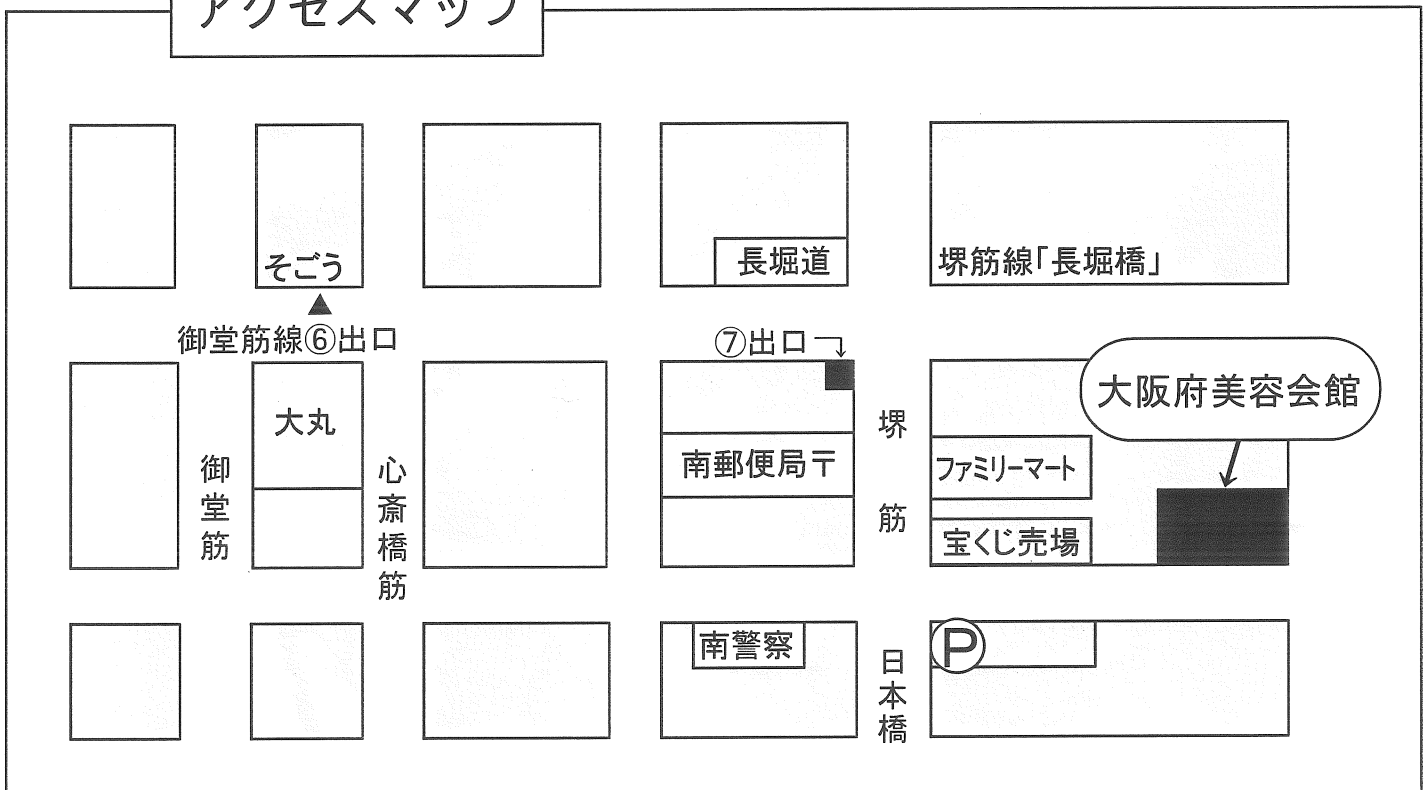 アクセスマップ
そごう
長堀道
堺筋線「長堀橋」
御堂筋線⑥出口
⑦出口
大丸
御堂筋
心斎橋筋
南郵便局〒
堺筋
ファミリーマート
宝くじ売場
大阪府美容会館
南警察
日本橋
P